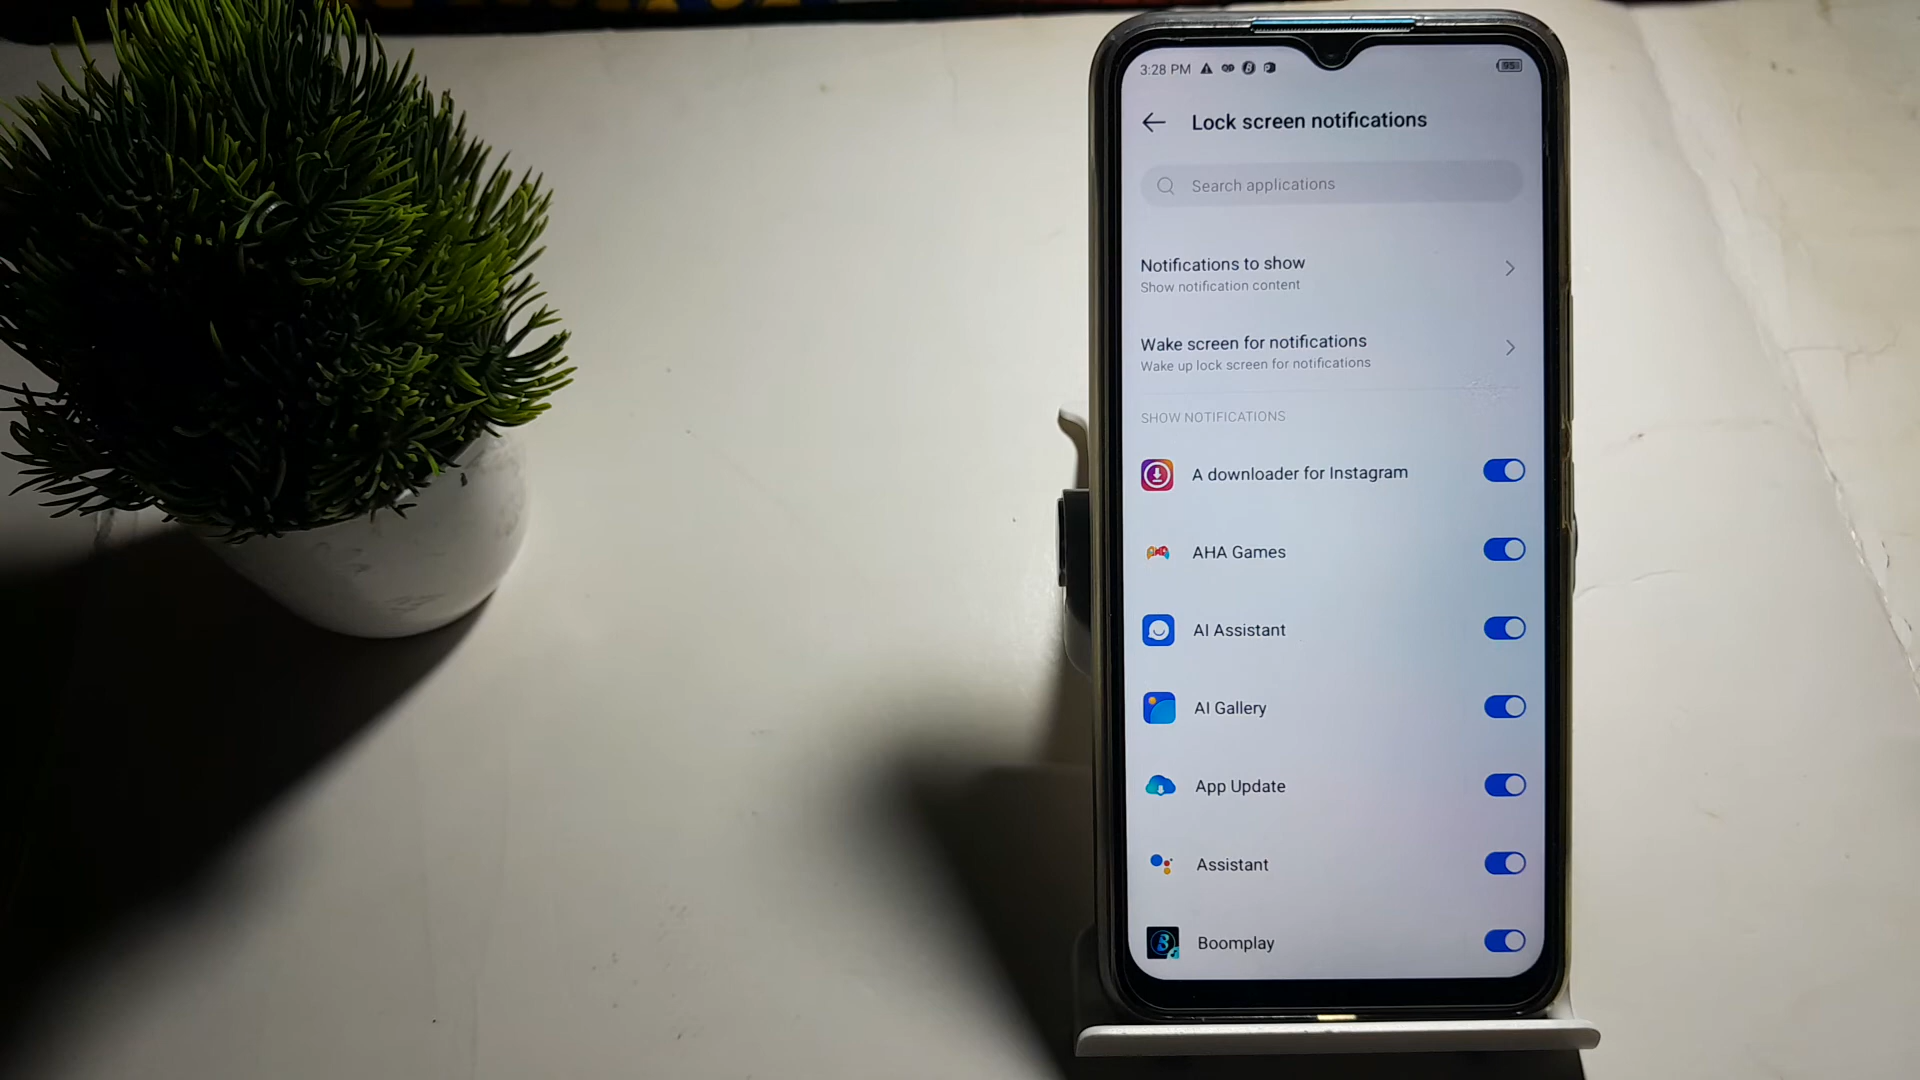 3:28 PM
95
Lock screen notifications
Search applications
Notifications to show
Show notification content
Wake screen for notifications
Wake up lock screen for notifications
SHOW NOTIFICATIONS
A downloader for Instagram
AHA Games
AI Assistant
AI Gallery
App Update
Assistant
Boomplay